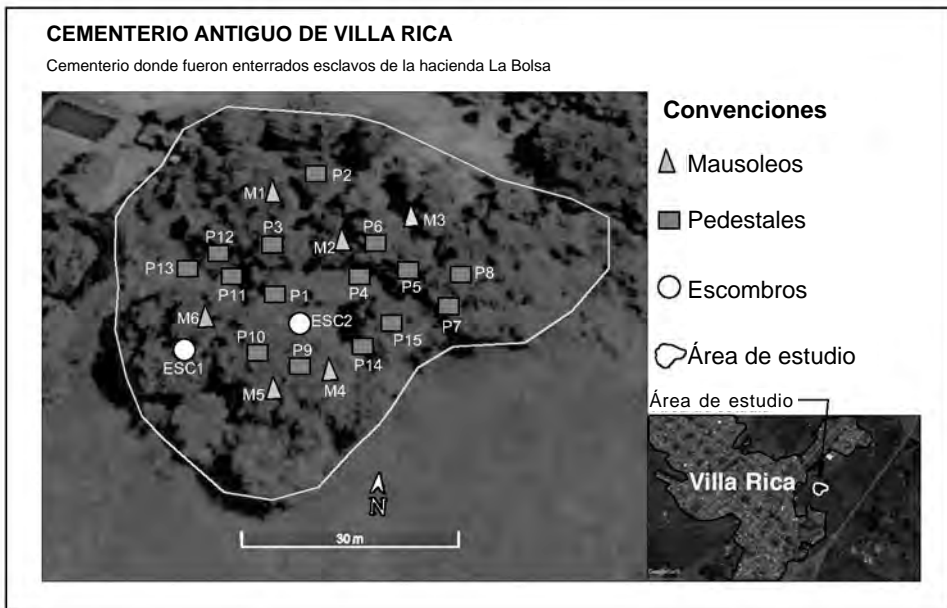 CEMENTERIO ANTIGUO DE VILLA RICA
Cementerio donde fueron enterrados esclavos de la hacienda La Bolsa
P2
M1
M3
P12
P3
M2
P6
P13
P11
P4
P5
P8
P1
M6
ESC2
P15
P7
P10
P9
P14
ESC1
M5
M4
N
30 m
Convenciones
Mausoleos
Pedestales
Escombros
Área de estudio
Área de estudio
Villa Rica